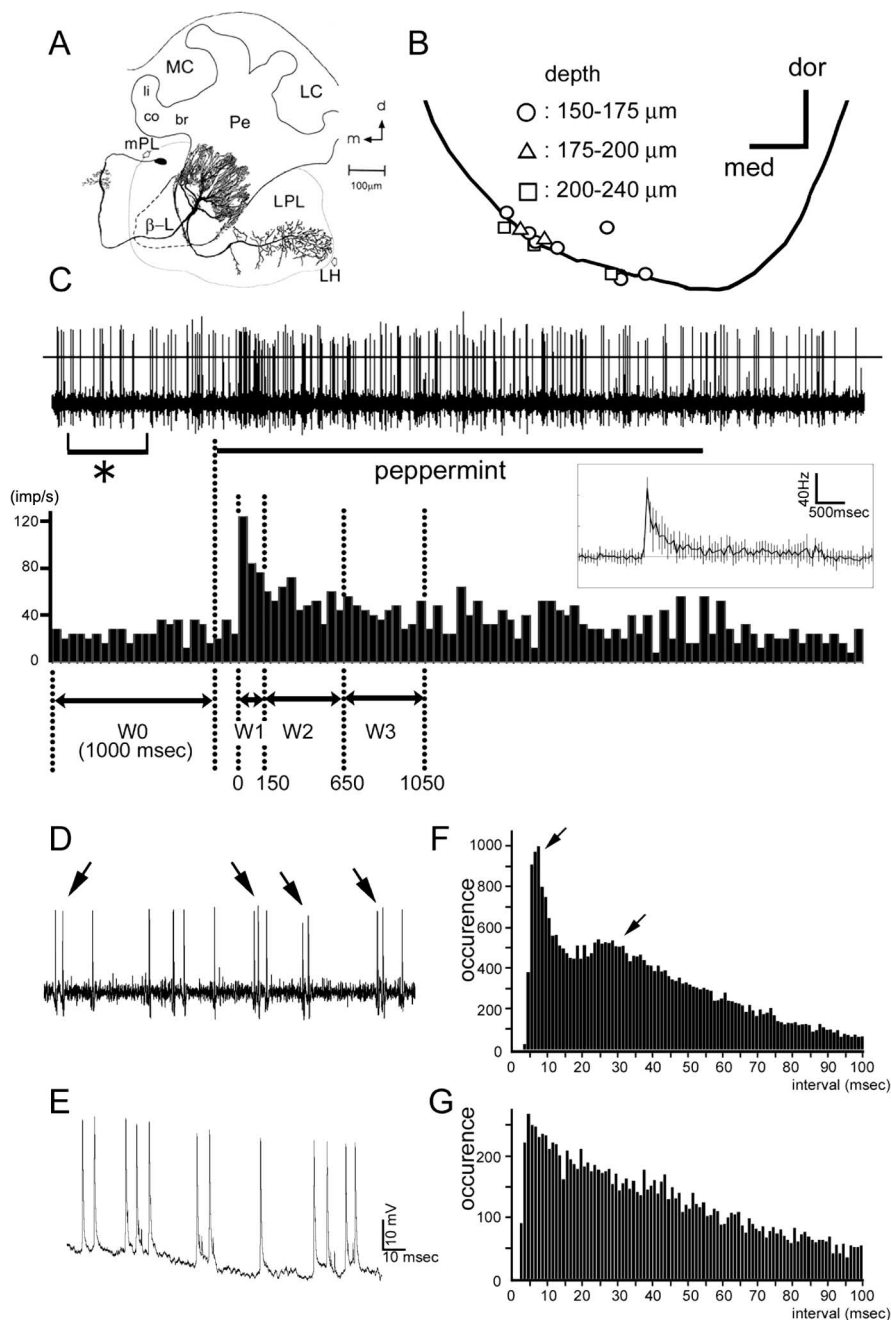 A
MC
LC
li
co
br
Pe
d
m
100μm
mPL
β-L
LPL
LH
B
depth
○ : 150-175 μm
△ : 175-200 μm
□ : 200-240 μm
dor
med
C
*
peppermint
(imp/s)
120
80
40
0
40Hz
500msec
W0
(1000 msec)
W1
W2
W3
0
150
650
1050
D
E
10 mV
10 msec
F
occurence
1000
800
600
400
200
0
0 10 20 30 40 50 60 70 80 90 100
interval (msec)
G
occurence
200
100
0
0 10 20 30 40 50 60 70 80 90 100
interval (msec)